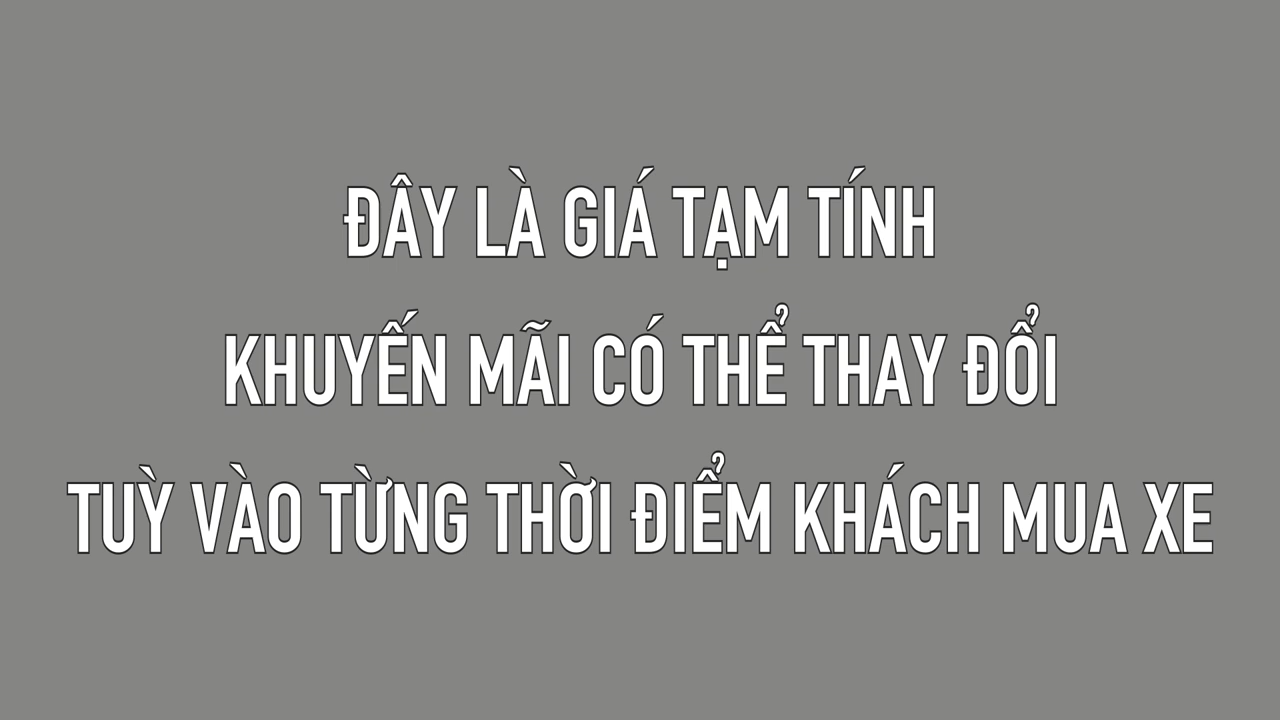 ĐÂY LÀ GIÁ TẠM TÍNH
KHUYẾN MÃI CÓ THỂ THAY ĐỔI
TUỲ VÀO TỪNG THỜI ĐIỂM KHÁCH MUA XE